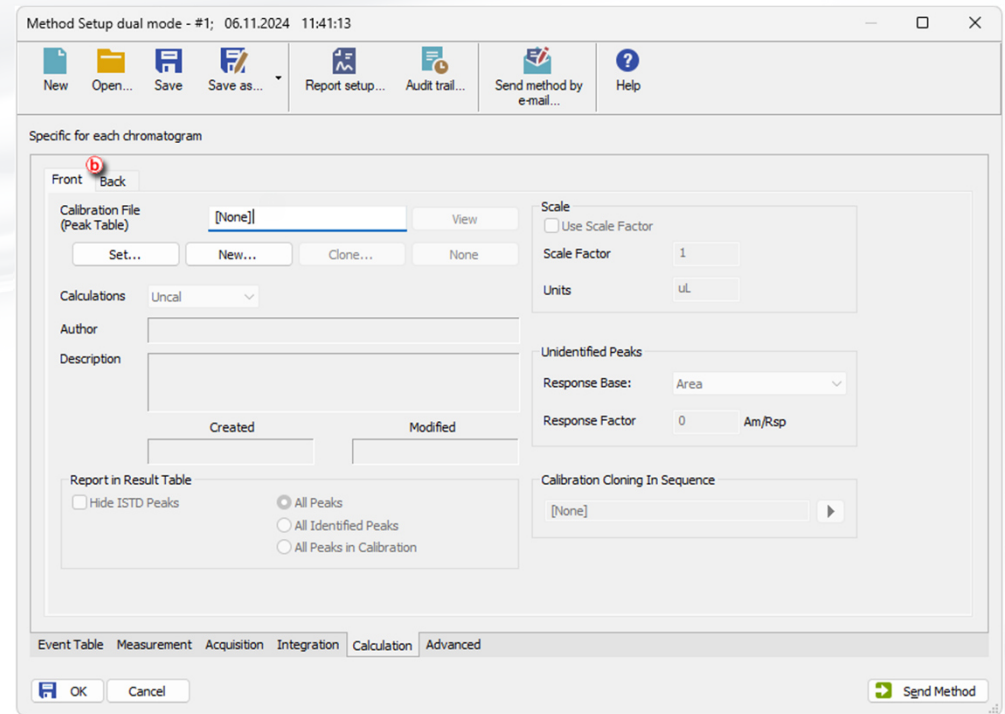 Method Setup dual mode - #1; 06.11.2024 11:41:13
New Open... Save Save as... Report setup... Audit trail... Send method by e-mail... Help
Specific for each chromatogram
b
Front Back
Calibration File
(Peak Table)
[None]
View
Set... New... Clone... None
Calculations Uncal
Author
Description
Created Modified
Report in Result Table
Hide ISTD Peaks
All Peaks
All Identified Peaks
All Peaks in Calibration
Scale
Use Scale Factor
Scale Factor 1
Units uL
Unidentified Peaks
Response Base: Area
Response Factor 0 Am/Rsp
Calibration Cloning In Sequence
[None]
Event Table Measurement Acquisition Integration Calculation Advanced
OK Cancel Send Method